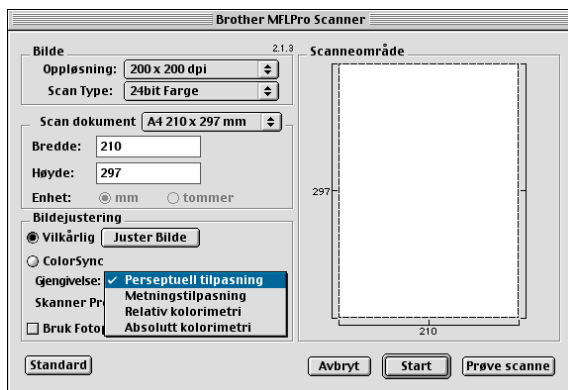 Brother MFLPro Scanner
Bilde
2.1.3
Oppløsning: 200 x 200 dpi
Scan Type: 24bit Farge
Scan dokument A4 210 x 297 mm
Bredde: 210
Høyde: 297
Enhet: mm tommer
Bildejustering
Vilkårlig Juster Bilde
ColorSync
Gjengivelse: ✓ Perseptuell tilpasning
Metningstilpasning
Skanner Relativ kolorimetri
Bruk Absolutt kolorimetri
Standard
Scanneområde
297
210
Avbryt Start Prøve scanne